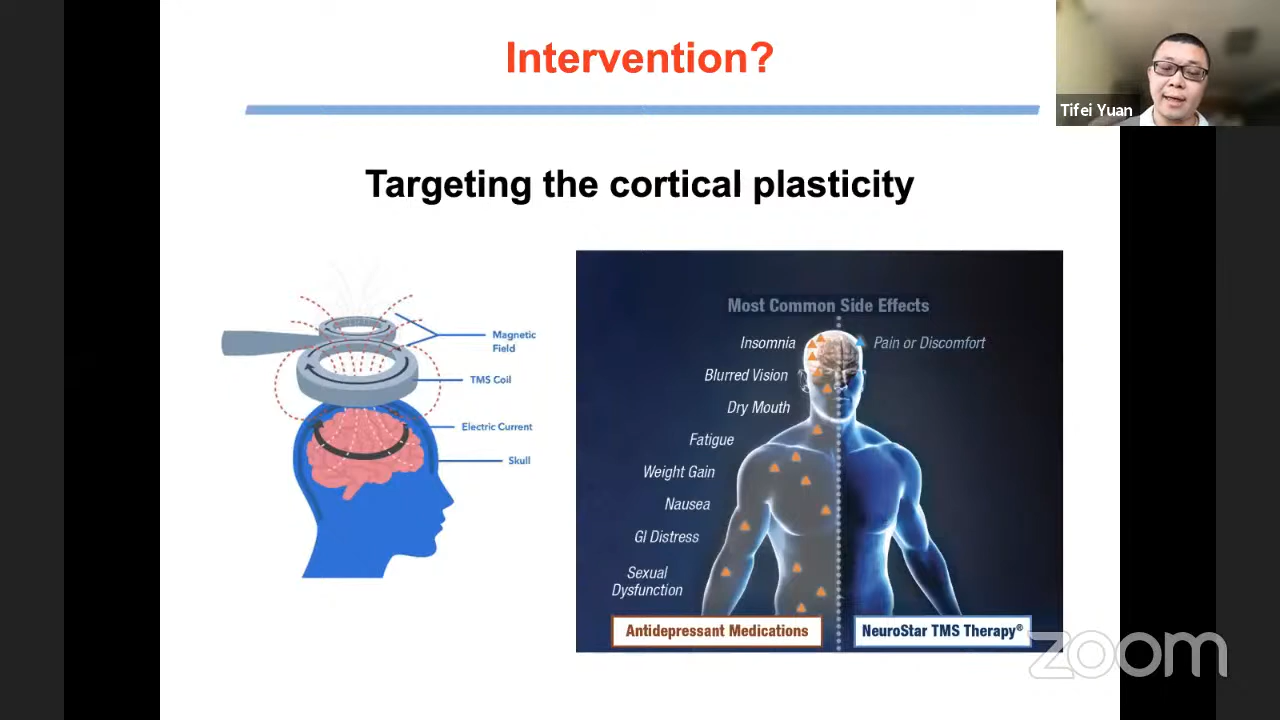 Intervention?
Tifei Yuan
Targeting the cortical plasticity
Magnetic
Field
TMS Coil
Electric Current
Skull
Most Common Side Effects
Insomnia
Pain or Discomfort
Blurred Vision
Dry Mouth
Fatigue
Weight Gain
Nausea
GI Distress
Sexual
Dysfunction
Antidepressant Medications
NeuroStar TMS Therapy®
zoom